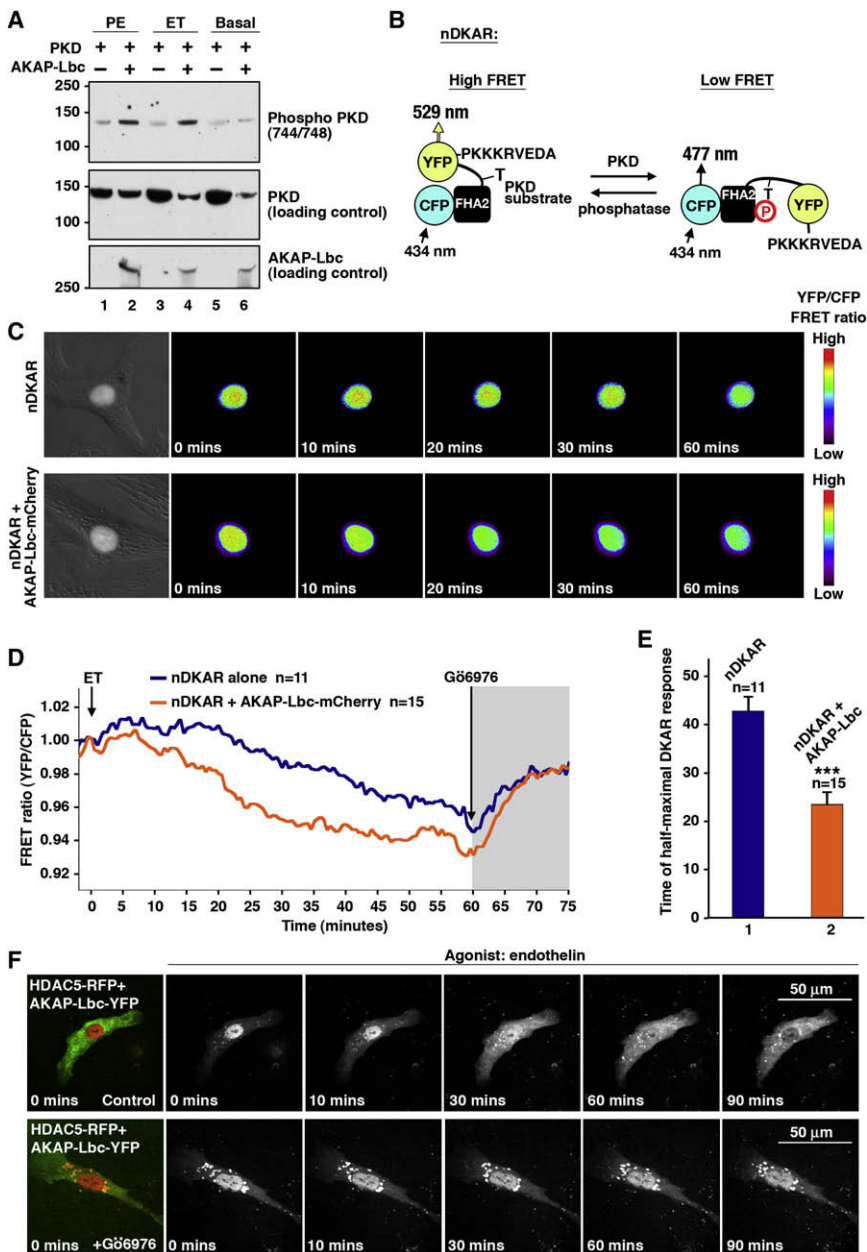 A
PE ET Basal
PKD + + + + + +
AKAP-Lbc − + − + − +
250
150
100
Phospho PKD
(744/748)
150
100
PKD
(loading control)
250
AKAP-Lbc
(loading control)
1 2 3 4 5 6
B
nDKAR:
High FRET
Low FRET
529 nm
YFP
PKKKRVEDA
T
PKD
substrate
CFP
FHA2
434 nm
PKD
phosphatase
477 nm
CFP
FHA2
T
P
YFP
434 nm
PKKKRVEDA
C
YFP/CFP
FRET ratio
nDKAR
0 mins
10 mins
20 mins
30 mins
60 mins
High
Low
nDKAR +
AKAP-Lbc-mCherry
0 mins
10 mins
20 mins
30 mins
60 mins
High
Low
D
ET
nDKAR alone n=11
nDKAR + AKAP-Lbc-mCherry n=15
Gö6976
FRET ratio (YFP/CFP)
1.02
1.00
0.98
0.96
0.94
0.92
0 5 10 15 20 25 30 35 40 45 50 55 60 65 70 75
Time (minutes)
E
Time of half-maximal DKAR response
50
40
30
20
10
0
nDKAR
n=11
nDKAR +
AKAP-Lbc
***
n=15
1 2
F
Agonist: endothelin
HDAC5-RFP+
AKAP-Lbc-YFP
0 mins Control
0 mins
10 mins
30 mins
60 mins
50 µm
90 mins
HDAC5-RFP+
AKAP-Lbc-YFP
0 mins +Gö6976
0 mins
10 mins
30 mins
60 mins
50 µm
90 mins